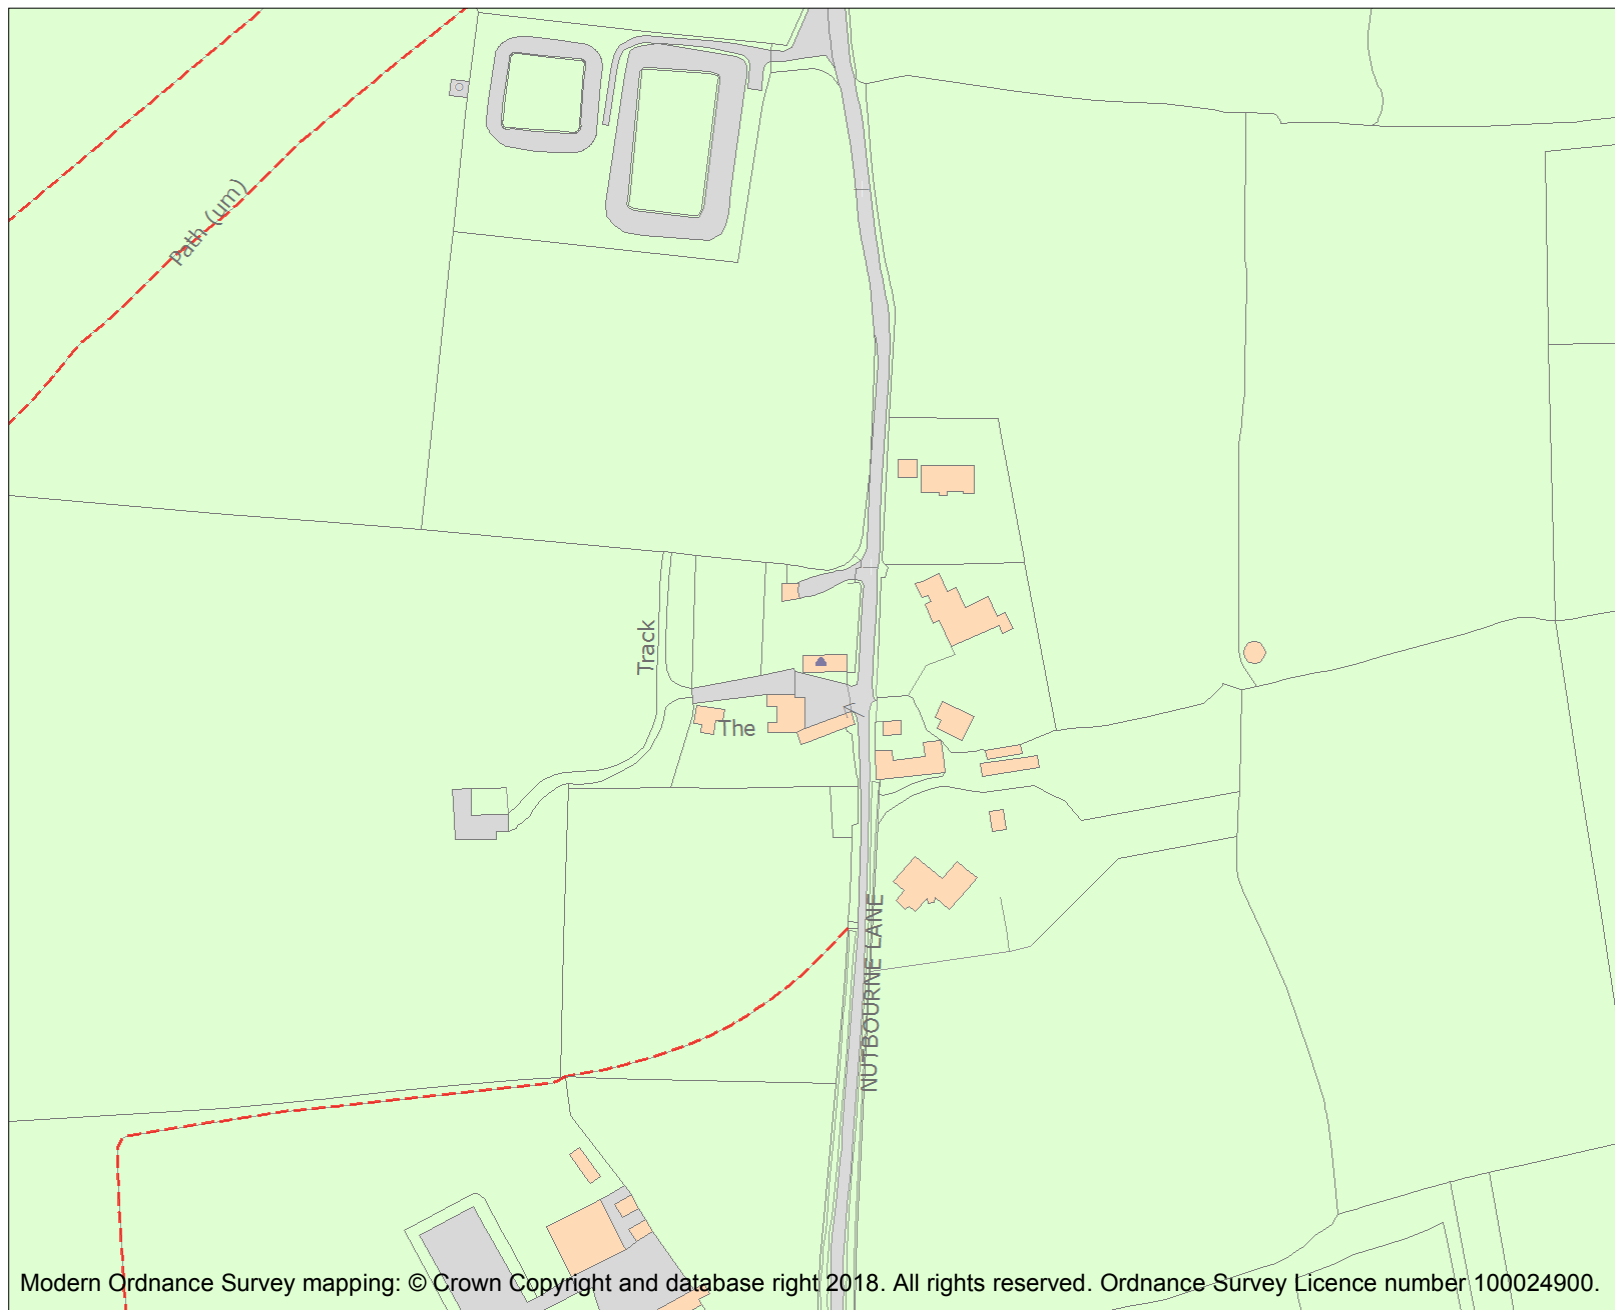 Path (um)
Track
The
NUTBOURNE LANE
Modern Ordnance Survey mapping: © Crown Copyright and database right 2018. All rights reserved. Ordnance Survey Licence number 100024900.